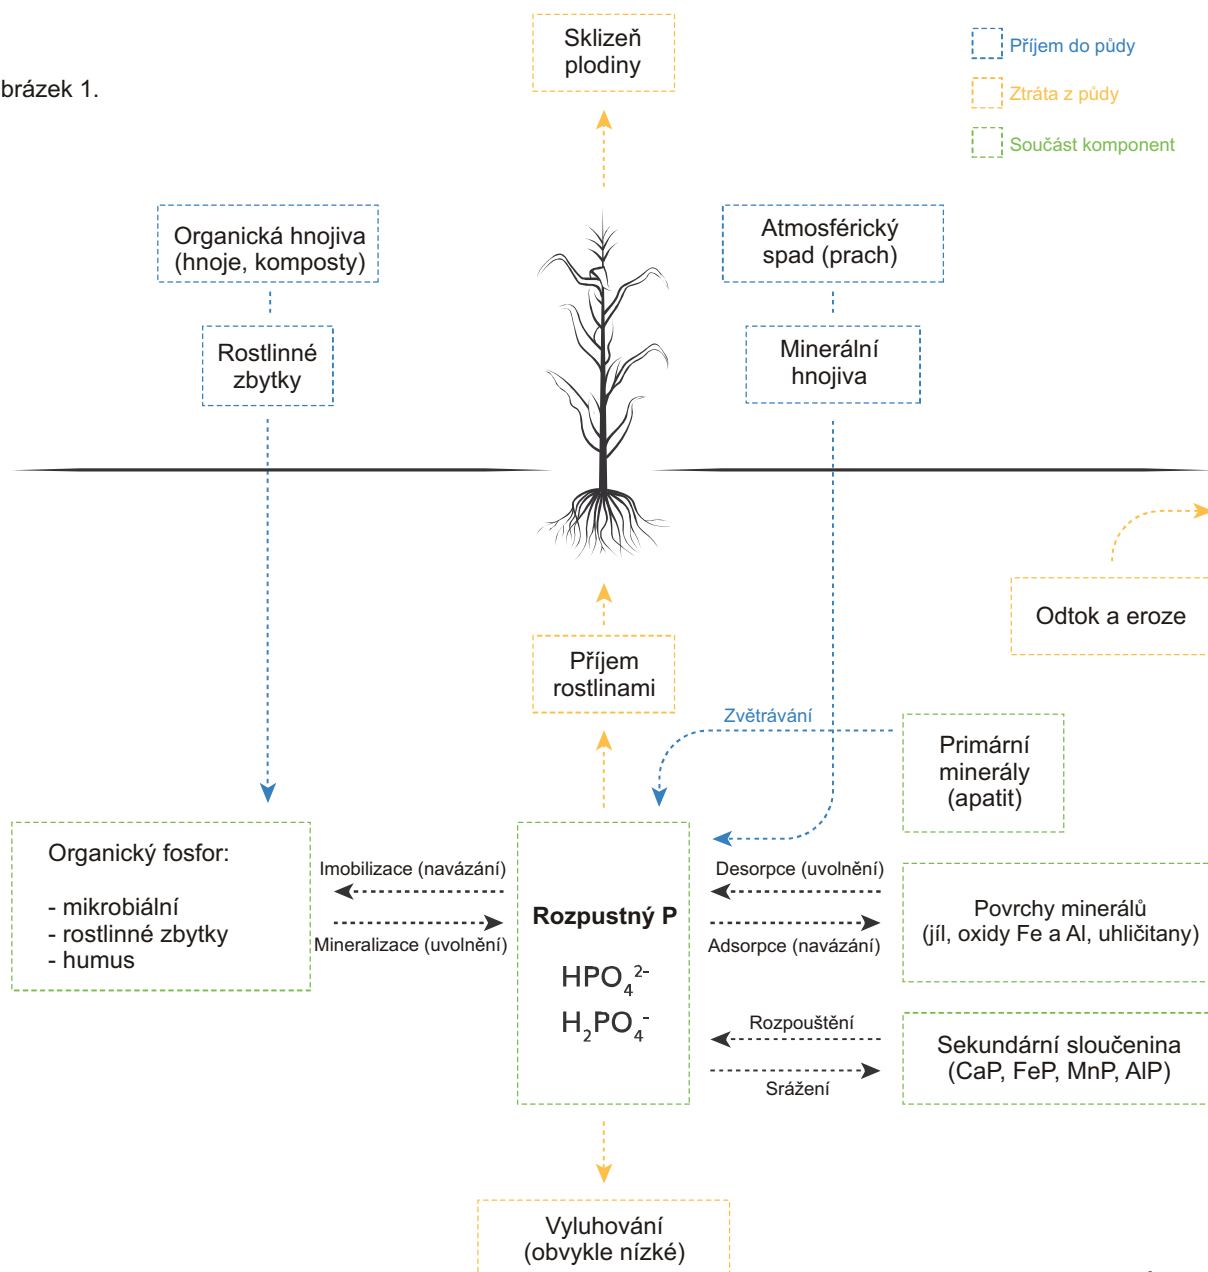 Sklizeň
plodiny
Příjem do půdy
Ztráta z půdy
Součást komponent
brázek 1.
Organická hnojiva
(hnoje, komposty)
Atmosférický
spad (prach)
Rostlinné
zbytky
Minerální
hnojiva
Odtok a eroze
Příjem
rostlinami
Zvětrávání
Primární
minerály
(apatit)
Organický fosfor:
- mikrobiální
- rostlinné zbytky
- humus
Imobilizace (navázání)
Mineralizace (uvolnění)
Rozpustný P
HPO₄²⁻
H₂PO₄⁻
Desorpce (uvolnění)
Adsorpce (navázání)
Povrchy minerálů
(jíl, oxidy Fe a Al, uhličitany)
Rozpouštění
Srážení
Sekundární sloučenina
(CaP, FeP, MnP, AlP)
Vyluhování
(obvykle nízké)